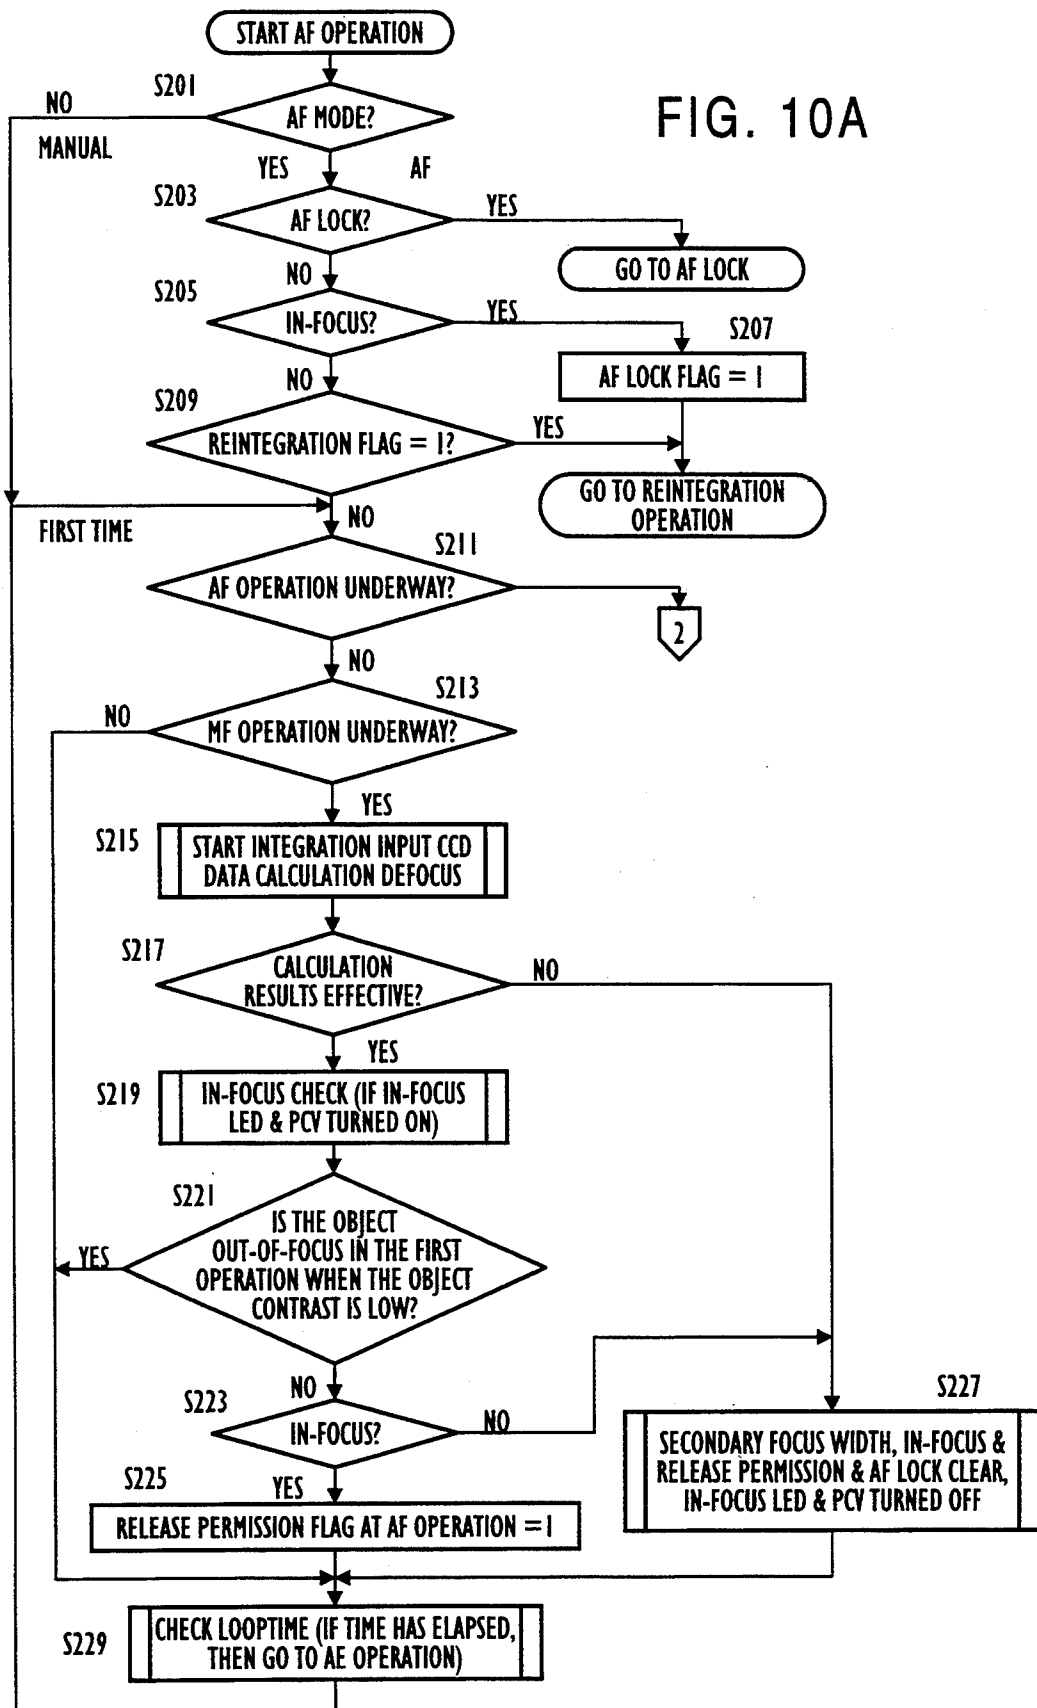 START AF OPERATION
S201
NO
AF MODE?
FIG. 10A
MANUAL
YES
AF
S203
AF LOCK?
YES
GO TO AF LOCK
NO
S205
IN-FOCUS?
YES
S207
AF LOCK FLAG = 1
NO
S209
REINTEGRATION FLAG = 1?
YES
GO TO REINTEGRATION
OPERATION
FIRST TIME
NO
S211
AF OPERATION UNDERWAY?
2
NO
S213
NO
MF OPERATION UNDERWAY?
YES
S215
START INTEGRATION INPUT CCD
DATA CALCULATION DEFOCUS
S217
CALCULATION
RESULTS EFFECTIVE?
NO
YES
S219
IN-FOCUS CHECK (IF IN-FOCUS
LED & PCV TURNED ON)
S221
IS THE OBJECT
OUT-OF-FOCUS IN THE FIRST
OPERATION WHEN THE OBJECT
CONTRAST IS LOW?
YES
NO
S223
IN-FOCUS?
NO
S227
SECONDARY FOCUS WIDTH, IN-FOCUS &
RELEASE PERMISSION & AF LOCK CLEAR,
IN-FOCUS LED & PCV TURNED OFF
YES
S225
RELEASE PERMISSION FLAG AT AF OPERATION =1
S229
CHECK LOOPTIME (IF TIME HAS ELAPSED,
THEN GO TO AE OPERATION)